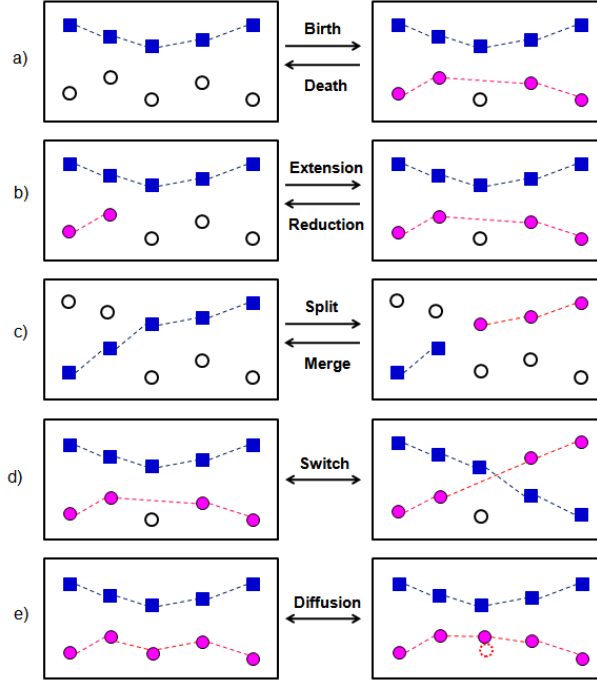 a)
Birth
Death
b)
Extension
Reduction
c)
Split
Merge
d)
Switch
e)
Diffusion